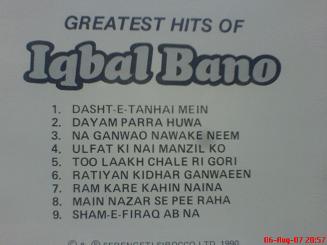 GREATEST HITS OF
Iqbal Bano
1. DASHT-E-TANHAI MEIN
2. DAYAM PARRA HUWA
3. NA GANWAO NAWAKE NEEM
4. ULFAT KI NAI MANZIL KO
5. TOO LAAKH CHALE RI GORI
6. RATIYAN KIDHAR GANWAEEN
7. RAM KARE KAHIN NAINA
8. MAIN NAZAR SE PEE RAHA
9. SHAM-E-FIRAQ AB NA
LTD. 1990
06-Aug-07 20:57